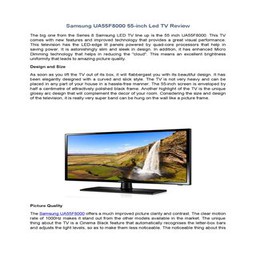 Samsung UA55F8000 55-inch Led TV Review
The big one from the Series 8 Samsung LED TV line up is the 55 inch UA55F8000. This TV
comes with new features and improved technology that provides a great visual performance.
This television has the LED-edge lit panels powered by quad-core processors that help in
saving power. It is astonishingly slim and sleek in design. In addition, it has Micro Dimming
technology enhancements that helps in reducing the "cloud". This means an excellent brightness
uniformity that leads to amazing picture quality.
Design and Size
As soon as you lift the TV out of its box, it will flabbergast you with its beautiful design. It has
been elegantly designed with a curved and slick style. The TV is not very heavy and can be
placed in any part of your house in a hassle-free manner. The 55-inch screen is enveloped by
half a centimetre of attractively polished black frame. Another highlight of the TV is the unique
glossy arc design that will complement the decor of your room. Considering the size and design
of the television, it is really very super band can be hung on the wall like a picture frame.
Picture Quality
The Samsung UA55F8000 offers a much improved picture clarity and contrast. The clear motion
rate of 1000Hz makes it stand out from the other models available in the market. The unique
thing about the TV is a Cinema Black feature that automatically recognises the letter-box bars
and adjusts the light levels, so as to make them less noticeable. The noticeable thing about this